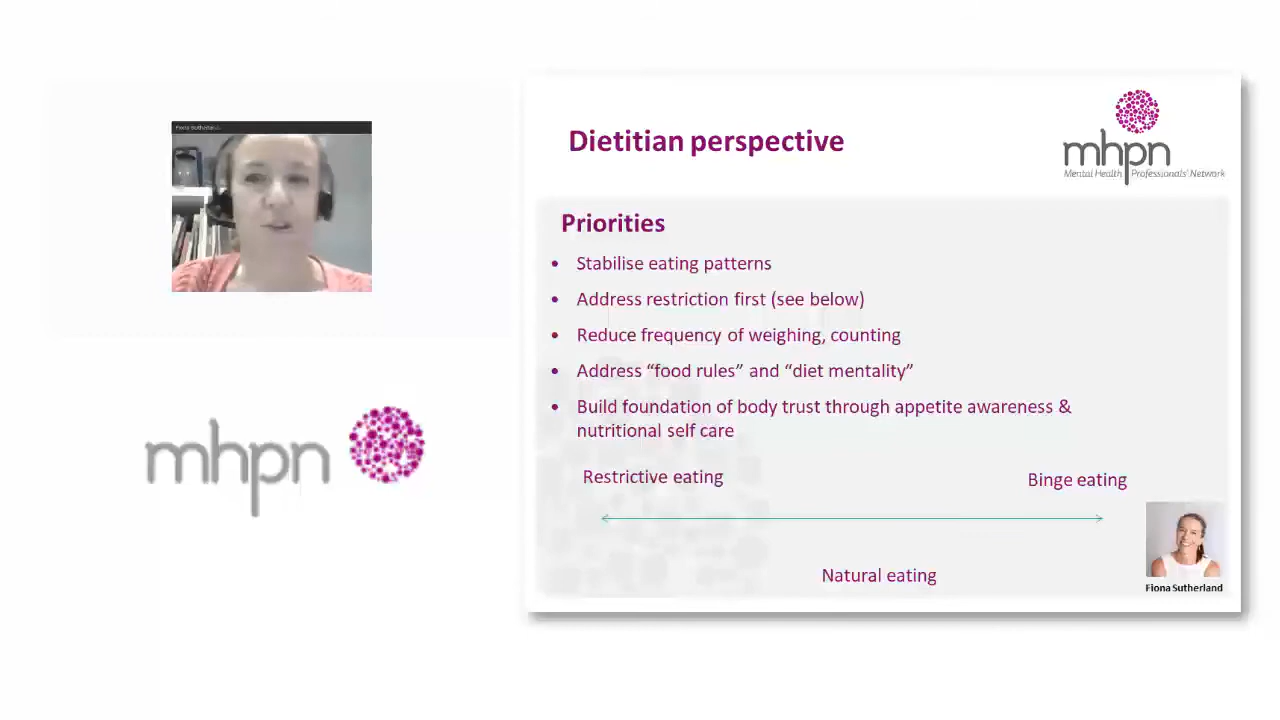 Fiona Sutherla...
Dietitian perspective
mhpn
Mental Health Professionals' Network
Priorities
• Stabilise eating patterns
• Address restriction first (see below)
• Reduce frequency of weighing, counting
• Address “food rules” and “diet mentality”
• Build foundation of body trust through appetite awareness &
nutritional self care
Restrictive eating
Binge eating
Natural eating
Fiona Sutherland
mhpn